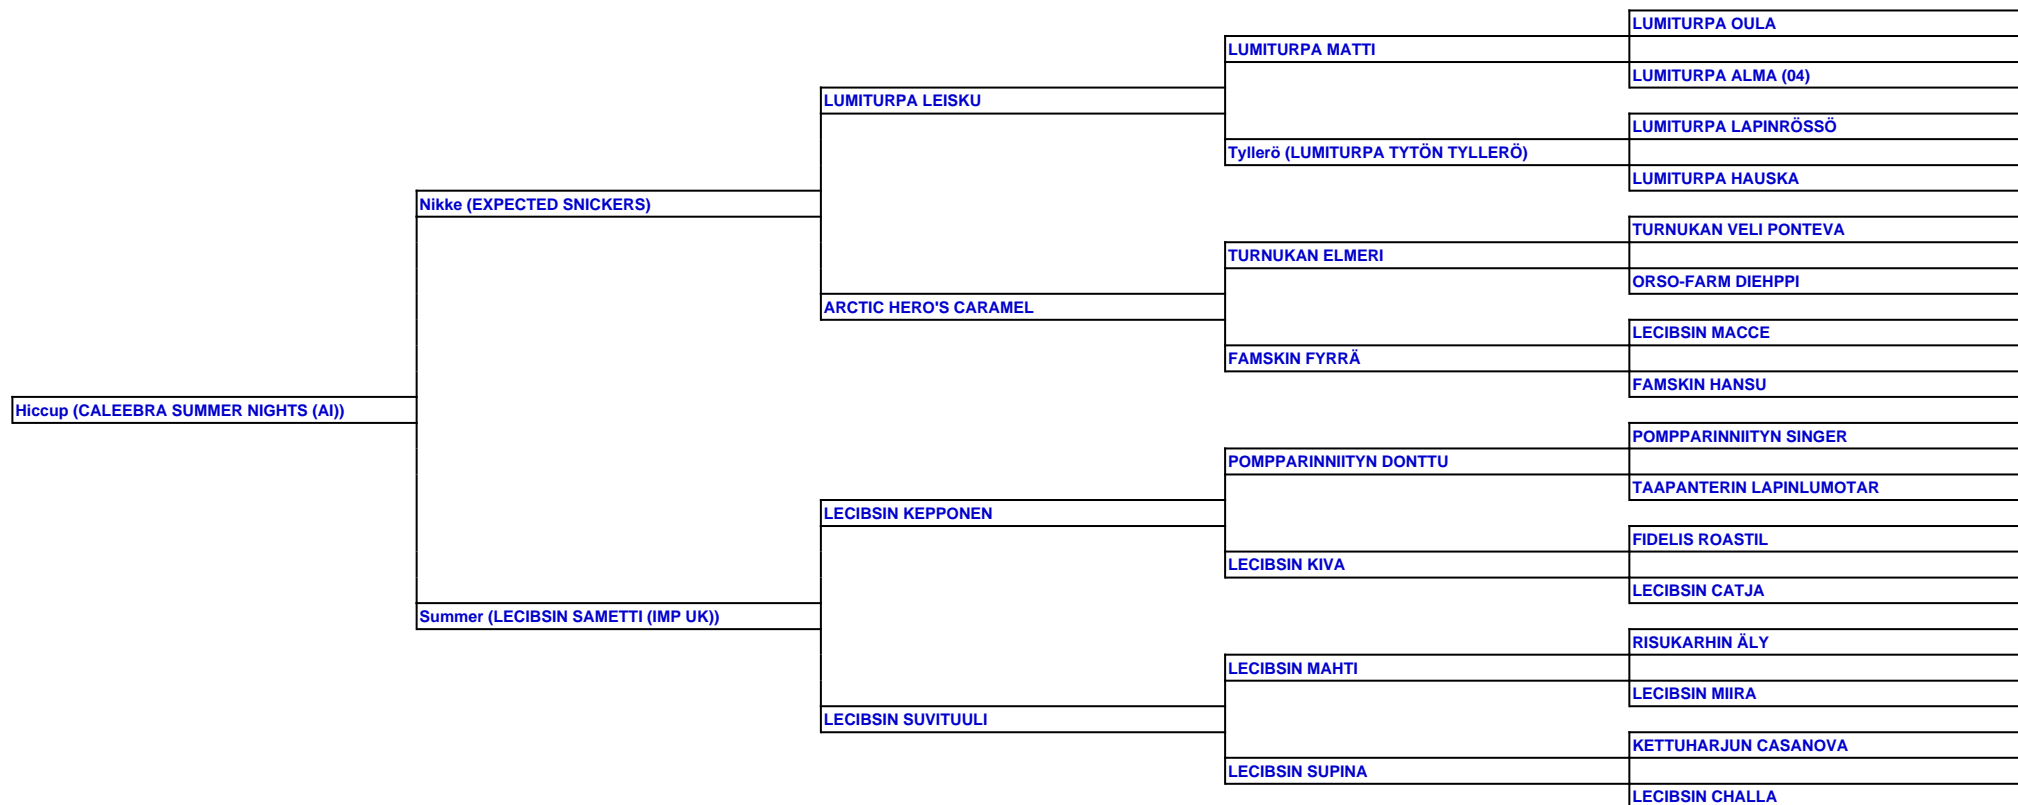 LUMITURPA OULA
LUMITURPA MATTI
LUMITURPA ALMA (04)
LUMITURPA LEISKU
LUMITURPA LAPINRÖSSÖ
Tyllerö (LUMITURPA TYTÖN TYLLERÖ)
LUMITURPA HAUSKA
Nikke (EXPECTED SNICKERS)
TURNUKAN VELI PONTEVA
TURNUKAN ELMERI
ORSO-FARM DIEHPPI
ARCTIC HERO'S CARAMEL
LECIBSIN MACCE
FAMSKIN FYRRÄ
FAMSKIN HANSU
Hiccup (CALEEBRA SUMMER NIGHTS (AI))
POMPPARINNIITYN SINGER
POMPPARINNIITYN DONTTU
TAAPANTERIN LAPINLUMOTAR
LECIBSIN KEPPONEN
FIDELIS ROASTIL
LECIBSIN KIVA
LECIBSIN CATJA
Summer (LECIBSIN SAMETTI (IMP UK))
RISUKARHIN ÄLY
LECIBSIN MAHTI
LECIBSIN MIIRA
LECIBSIN SUVITUULI
KETTUHARJUN CASANOVA
LECIBSIN SUPINA
LECIBSIN CHALLA